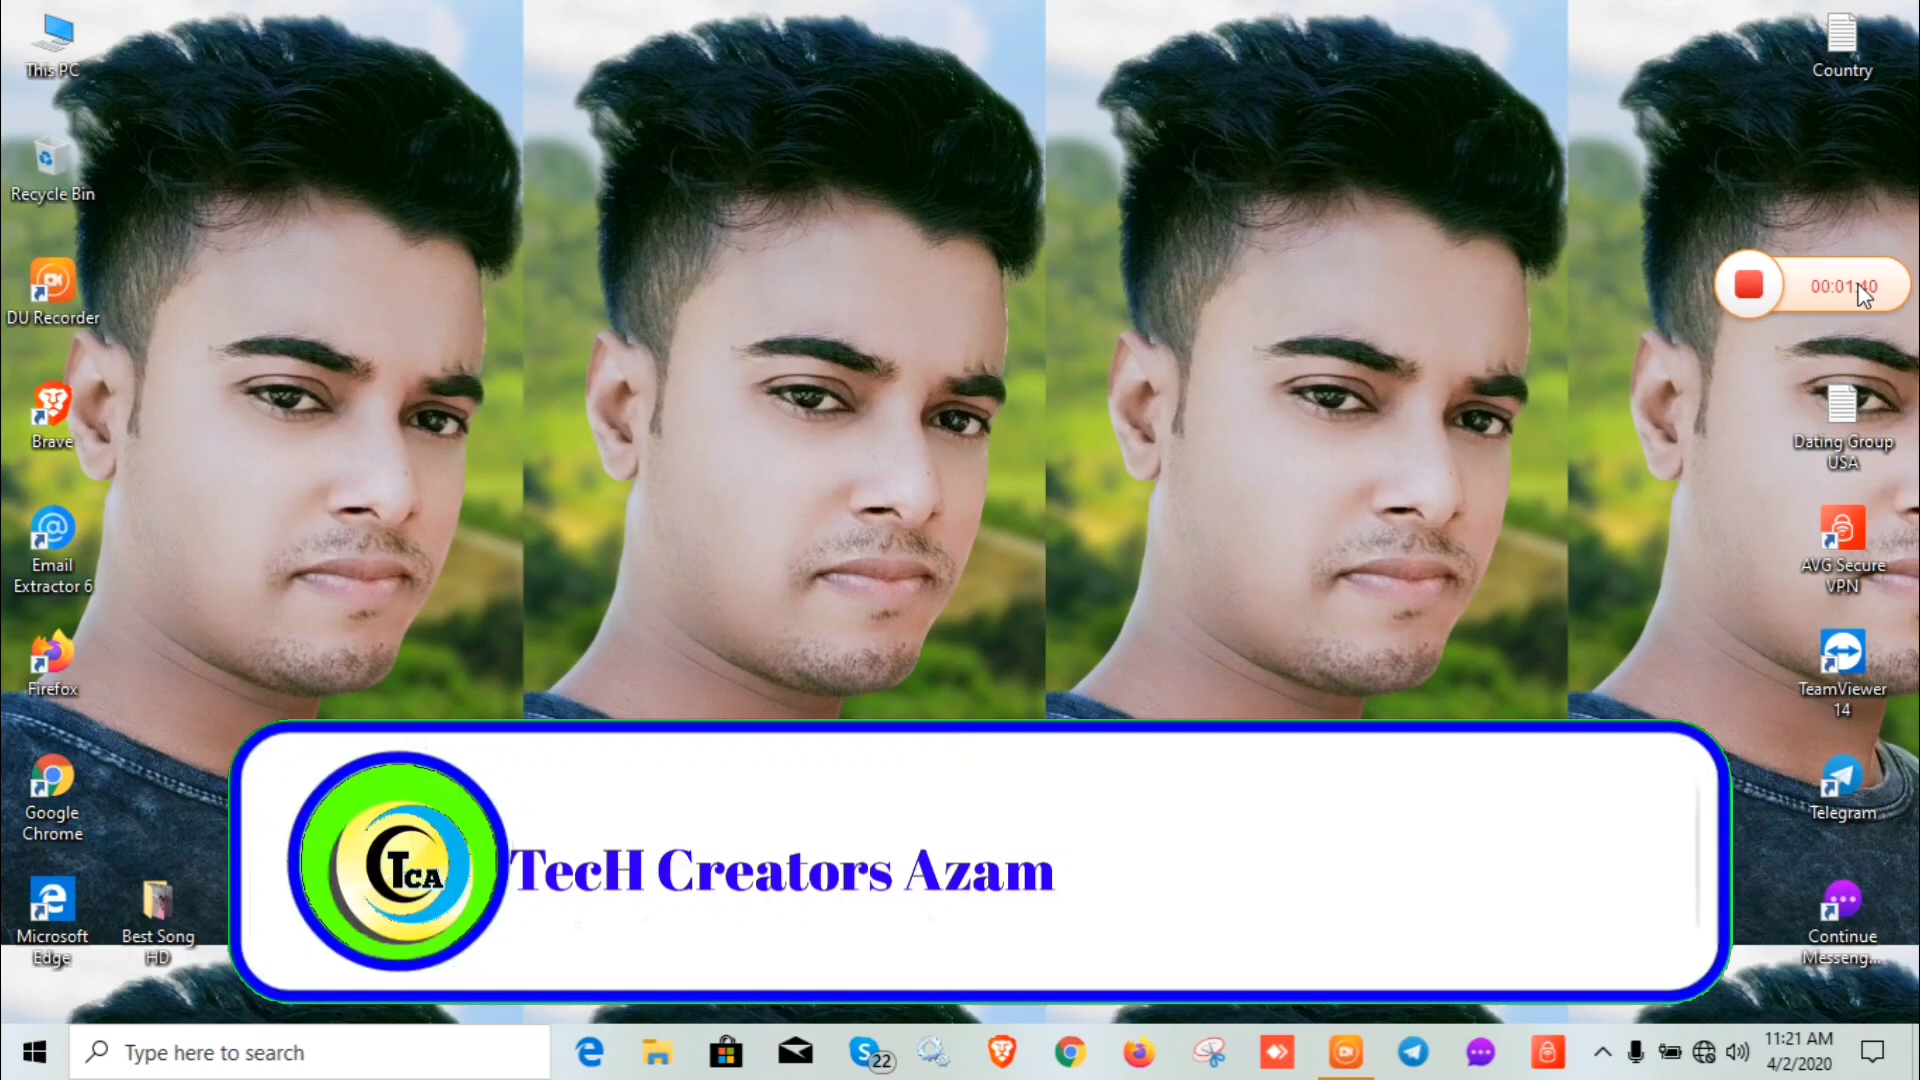 This PC
Country
Recycle Bin
00:01:40
DU Recorder
Brave
Dating Group
USA
Email
Extractor 6
AVG Secure
VPN
Firefox
TeamViewer
14
Google
Chrome
Telegram
TCA
TecH Creators Azam
Microsoft
Edge
Best Song
HD
Continue
Messeng...
Type here to search
22
11:21 AM
4/2/2020